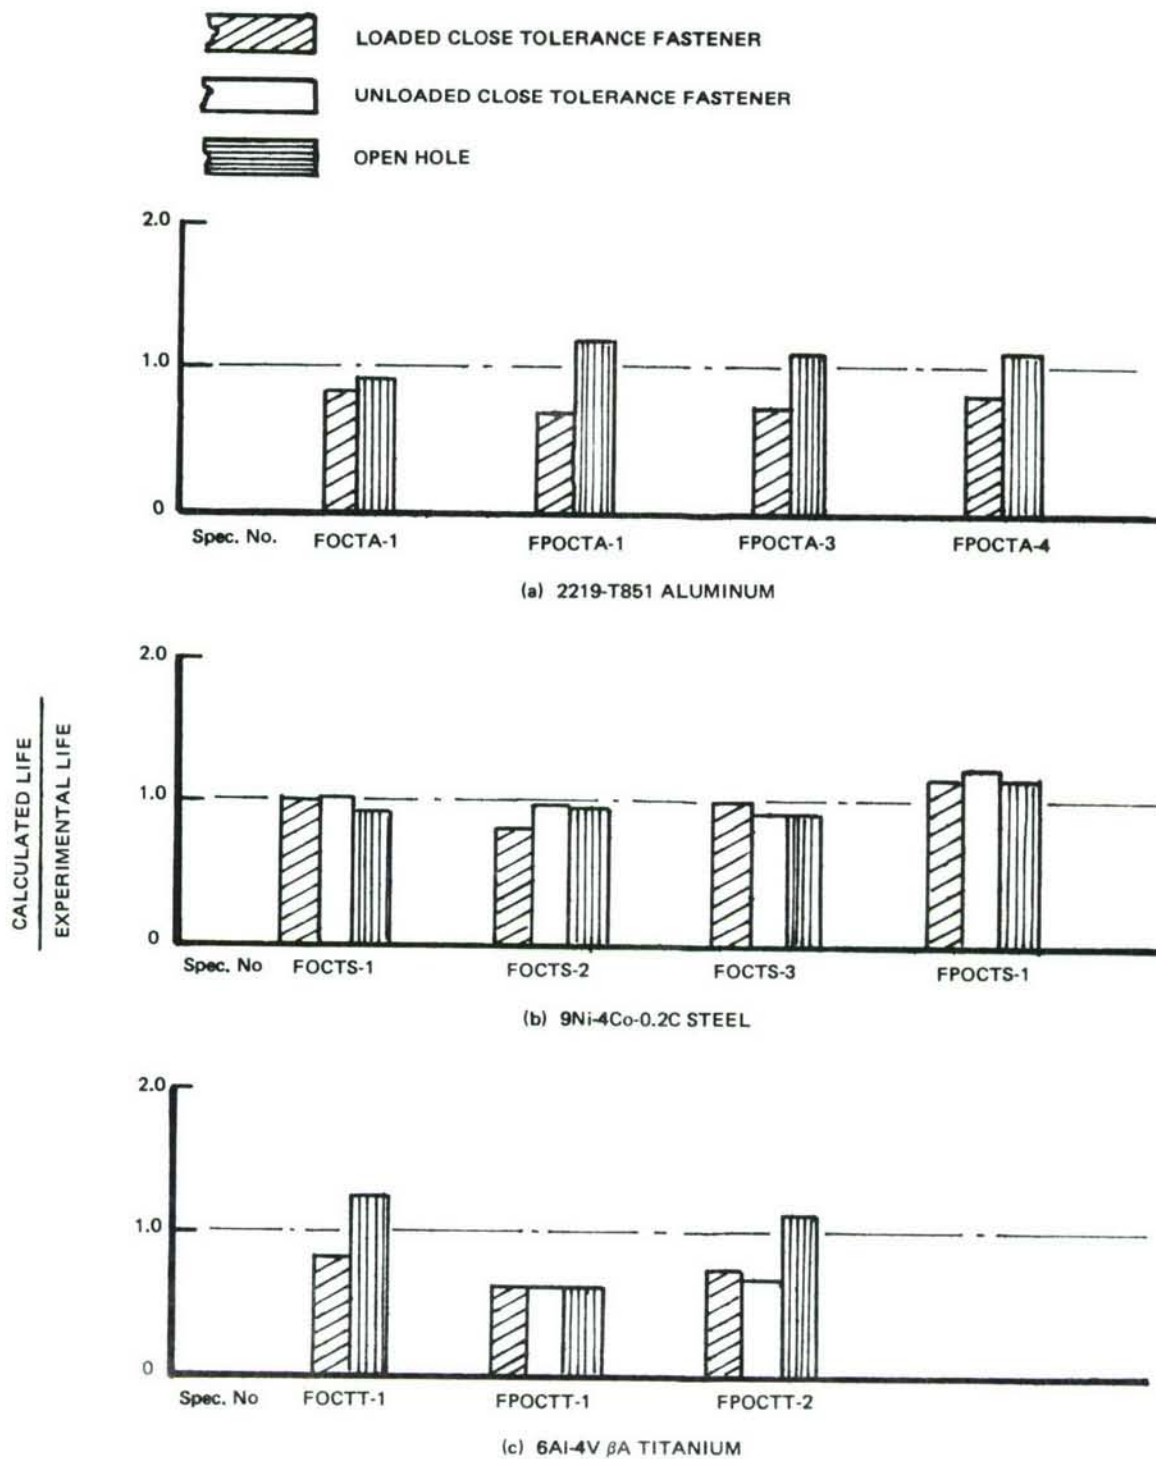 LOADED CLOSE TOLERANCE FASTENER
UNLOADED CLOSE TOLERANCE FASTENER
OPEN HOLE
2.0
1.0
0
Spec. No. FOCTA-1 FPOCTA-1 FPOCTA-3 FPOCTA-4
(a) 2219-T851 ALUMINUM
CALCULATED LIFE
EXPERIMENTAL LIFE
2.0
1.0
0
Spec. No FOCTS-1 FOCTS-2 FOCTS-3 FPOCTS-1
(b) 9Ni-4Co-0.2C STEEL
2.0
1.0
0
Spec. No FOCTT-1 FPOCTT-1 FPOCTT-2
(c) 6Al-4V βA TITANIUM